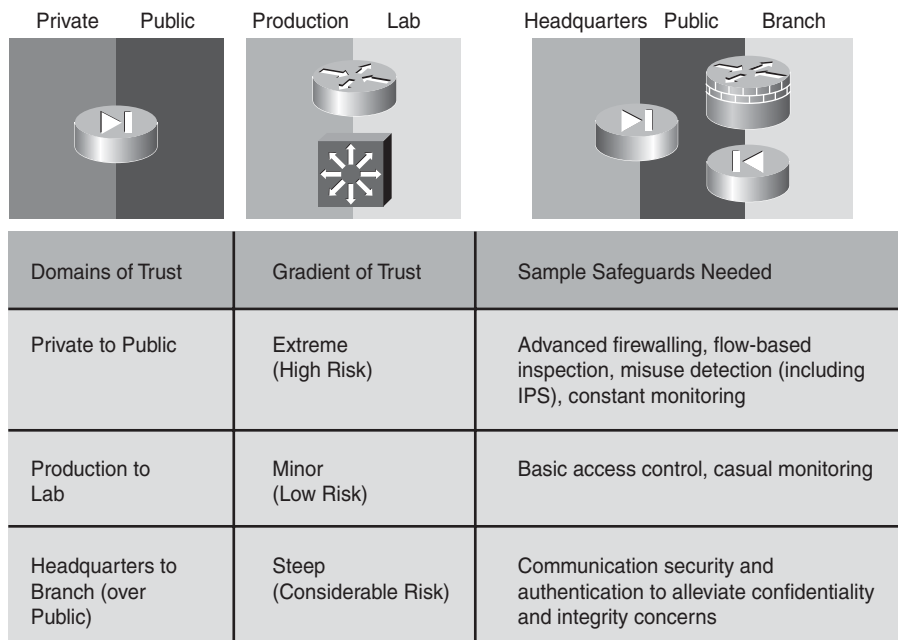 Private Public
Production Lab
Headquarters Public Branch
Domains of Trust
Gradient of Trust
Sample Safeguards Needed
Private to Public
Extreme
(High Risk)
Advanced firewalling, flow-based
inspection, misuse detection (including
IPS), constant monitoring
Production to
Lab
Minor
(Low Risk)
Basic access control, casual monitoring
Headquarters to
Branch (over
Public)
Steep
(Considerable Risk)
Communication security and
authentication to alleviate confidentiality
and integrity concerns